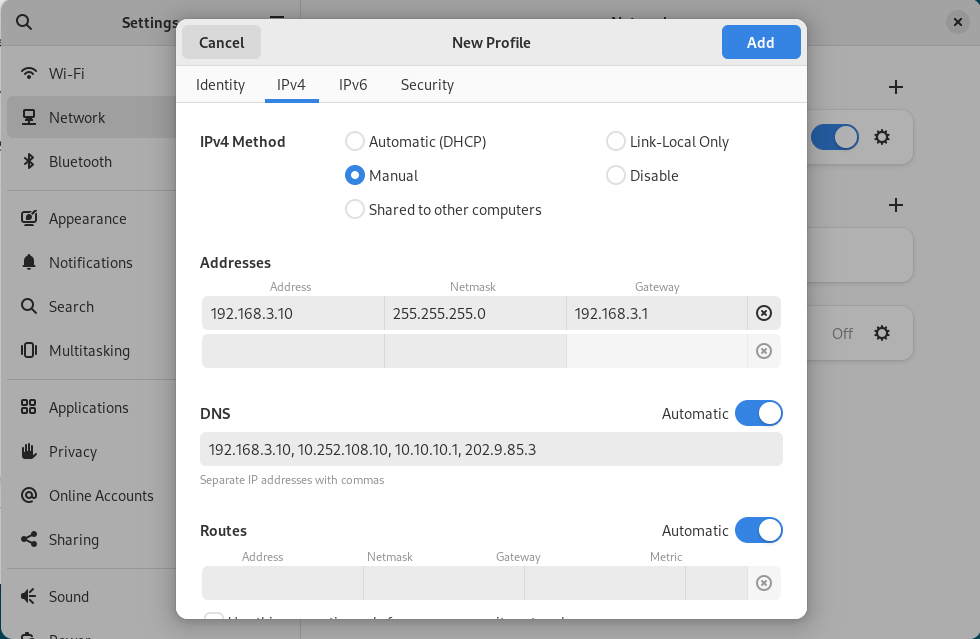 Settings
Wi-Fi
Network
Bluetooth
Appearance
Notifications
Search
Multitasking
Applications
Privacy
Online Accounts
Sharing
Sound
Off
Cancel
New Profile
Add
Identity IPv4 IPv6 Security
IPv4 Method
Automatic (DHCP)
Link-Local Only
Manual
Disable
Shared to other computers
Addresses
Address Netmask Gateway
192.168.3.10 255.255.255.0 192.168.3.1
DNS
Automatic
192.168.3.10, 10.252.108.10, 10.10.10.1, 202.9.85.3
Separate IP addresses with commas
Routes
Automatic
Address Netmask Gateway Metric